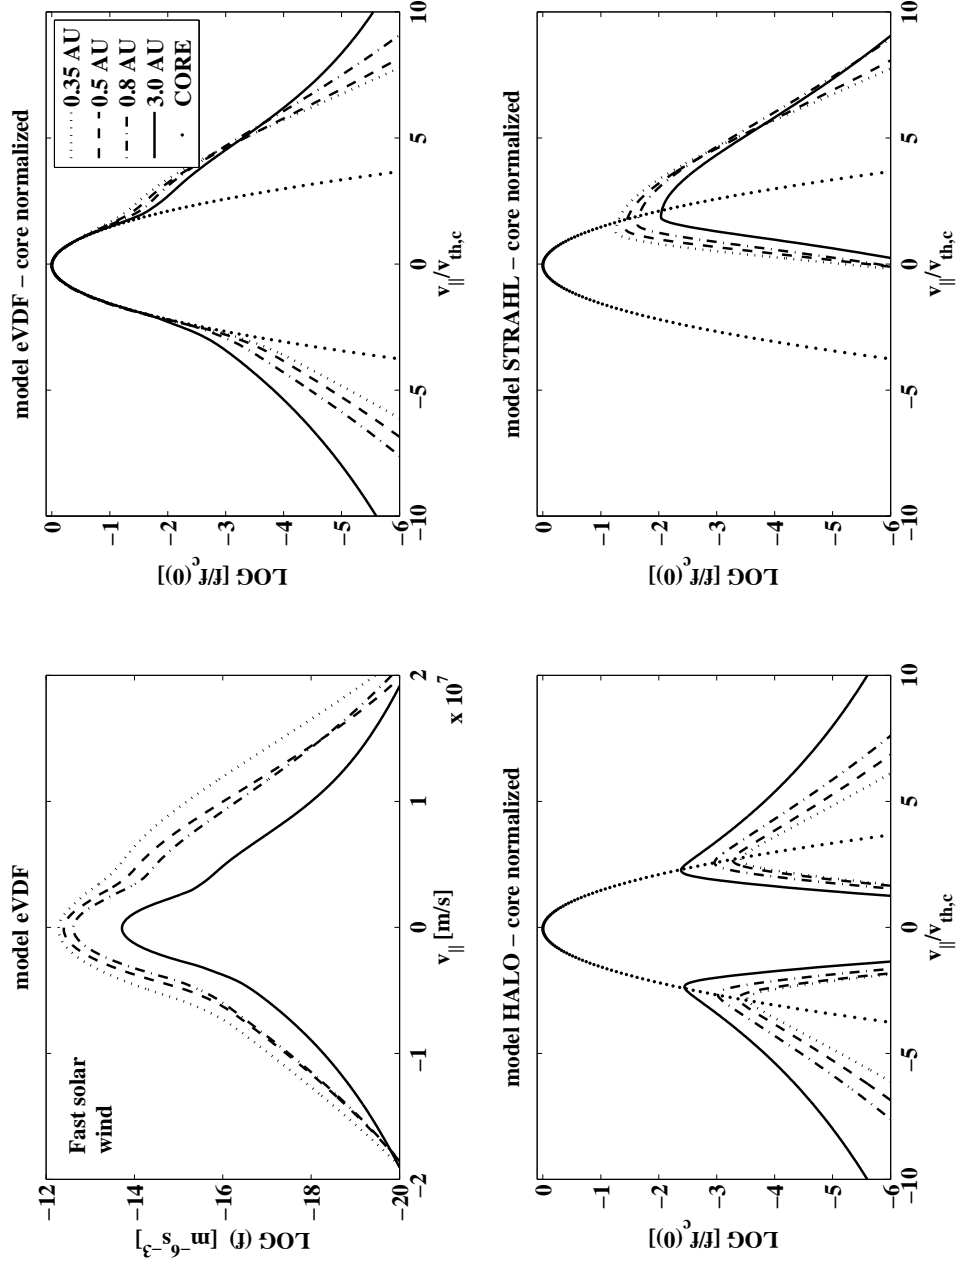 model eVDF
Fast solar
wind
LOG (f) [m⁻⁶s⁻³]
−12
−14
−16
−18
−20
−2
−1
0
1
2
x 10⁷
v|| [m/s]
model eVDF – core normalized
0.35 AU
0.5 AU
0.8 AU
3.0 AU
CORE
LOG [f/f_c(0)]
0
−1
−2
−3
−4
−5
−6
−10
−5
0
5
10
v||/v_th,c
model HALO – core normalized
LOG [f/f_c(0)]
0
−1
−2
−3
−4
−5
−6
−10
−5
0
5
10
v||/v_th,c
model STRAHL – core normalized
LOG [f/f_c(0)]
0
−1
−2
−3
−4
−5
−6
−10
−5
0
5
10
v||/v_th,c